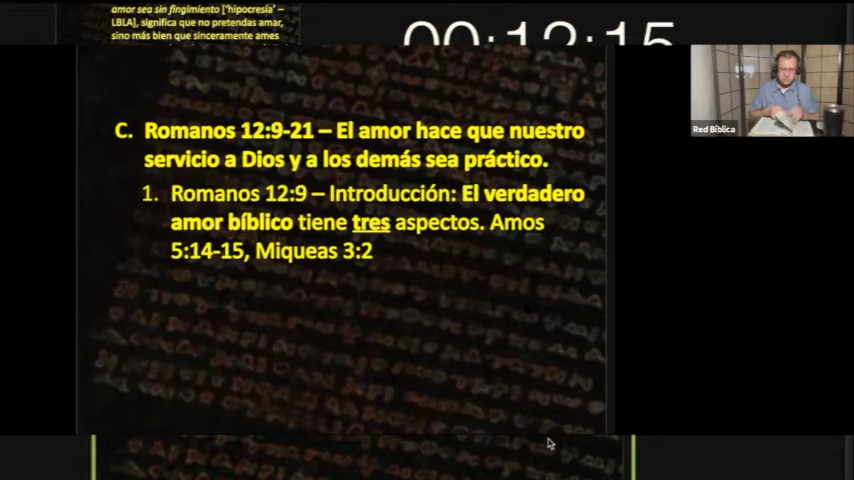 amor sea sin fingimiento ['hipocresía' –
LBLA], significa que no pretendas amar,
sino más bien que sinceramente ames
00:12:15
Red Bíblica
C. Romanos 12:9-21 – El amor hace que nuestro
servicio a Dios y a los demás sea práctico.
1. Romanos 12:9 – Introducción: El verdadero
amor bíblico tiene tres aspectos. Amos
5:14-15, Miqueas 3:2